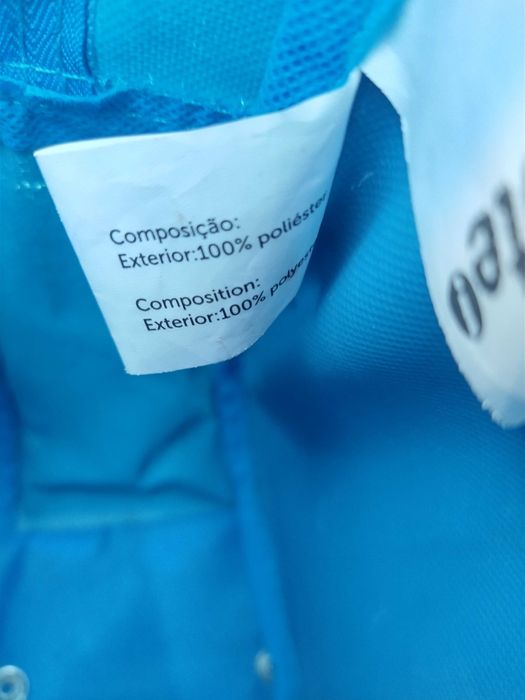 Composição:
Exterior:100% poliéster
Composition:
Exterior:100%